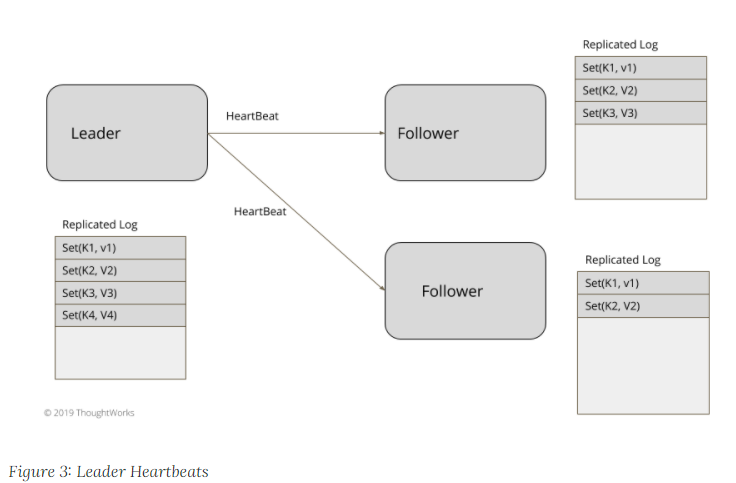 Replicated Log
Set(K1, v1)
Set(K2, V2)
Set(K3, V3)
Leader
HeartBeat
Follower
HeartBeat
Replicated Log
Set(K1, v1)
Set(K2, V2)
Set(K3, V3)
Set(K4, V4)
Follower
Replicated Log
Set(K1, v1)
Set(K2, V2)
© 2019 ThoughtWorks
Figure 3: Leader Heartbeats